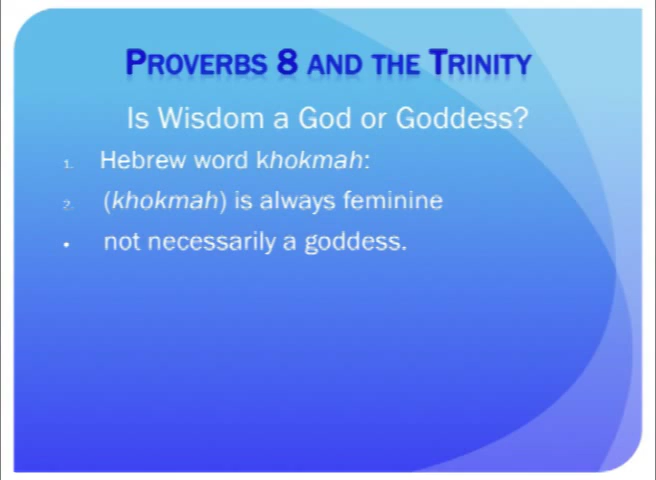 Proverbs 8 and the Trinity
Is Wisdom a God or Goddess?
1. Hebrew word khokmah:
2. (khokmah) is always feminine
• not necessarily a goddess.